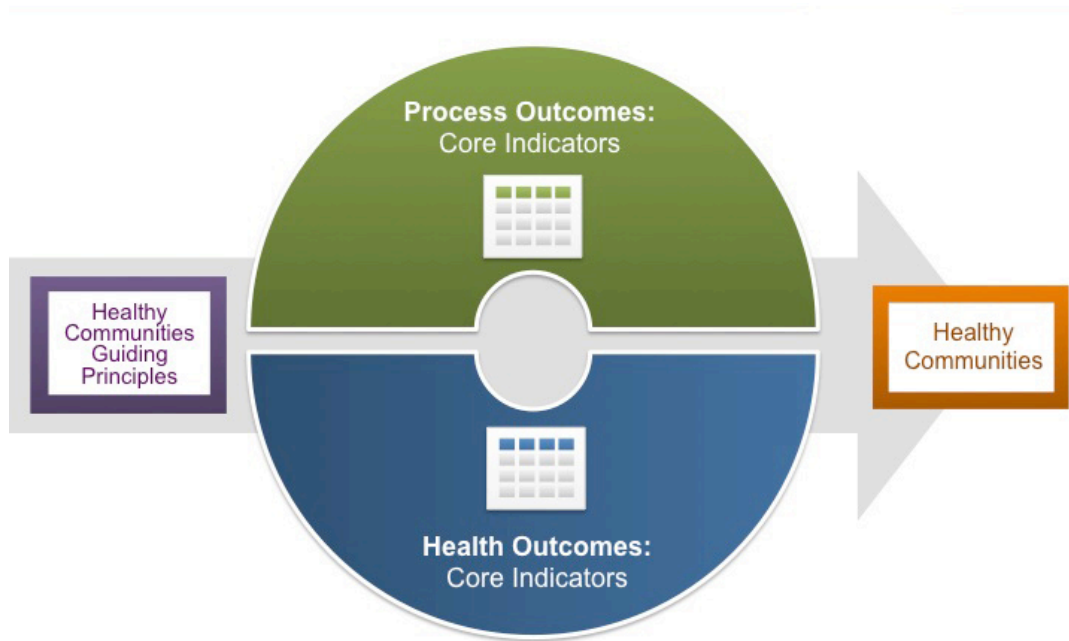 Process Outcomes:
Core Indicators
Healthy
Communities
Guiding
Principles
Healthy
Communities
Health Outcomes:
Core Indicators